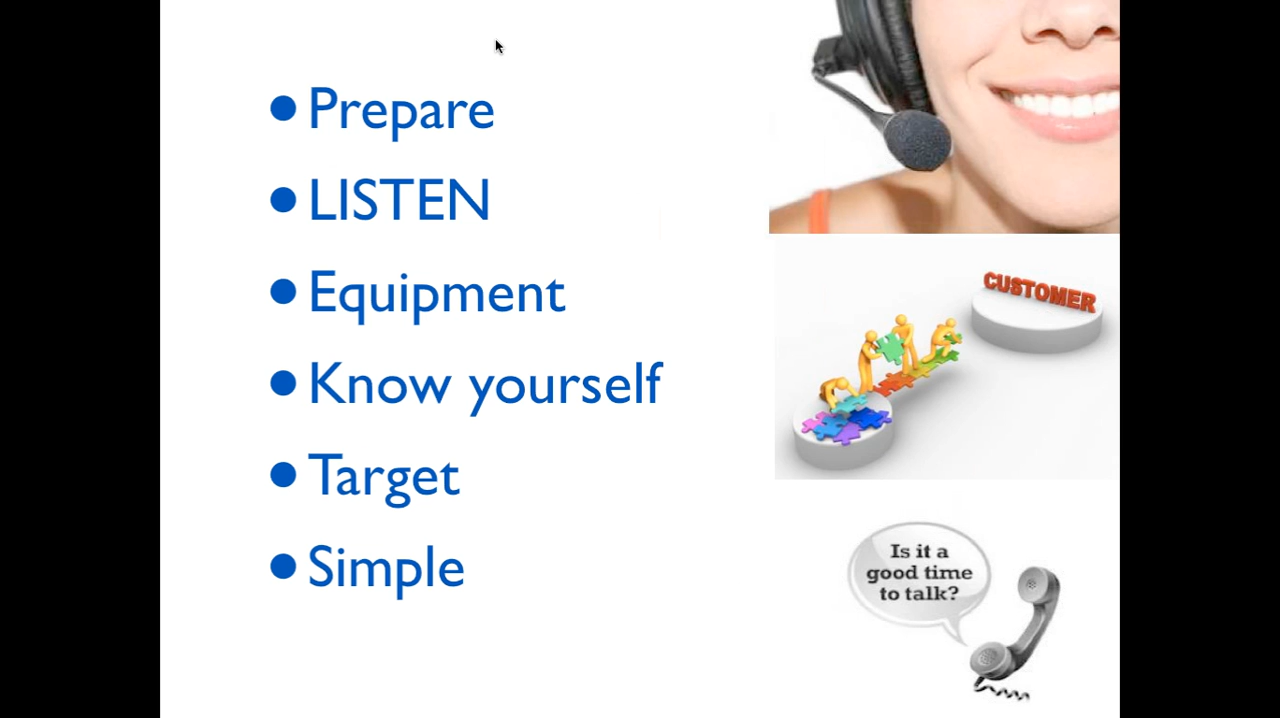 • Prepare
• LISTEN
• Equipment
• Know yourself
• Target
• Simple
CUSTOMER
Is it a
good time
to talk?